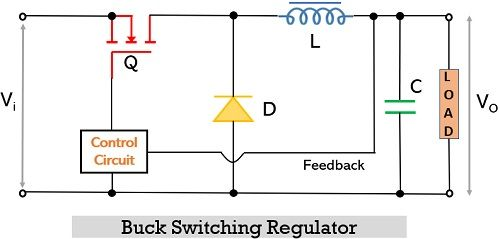 L
Q
Vi
D
C
LOAD
VO
Control
Circuit
Feedback
Buck Switching Regulator